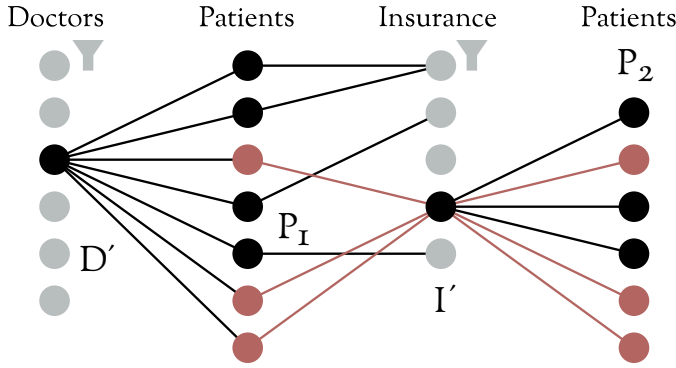 Doctors Patients Insurance Patients
P₂
P₁
D´
I´